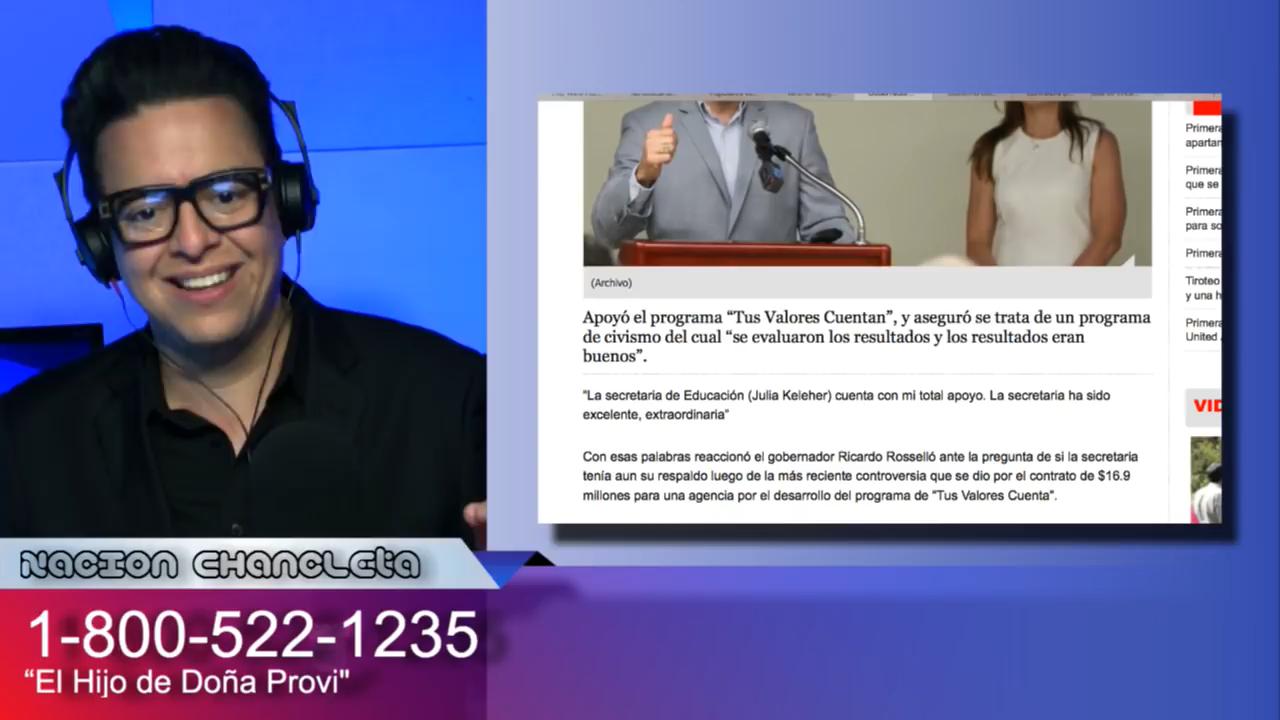 NACION CHANCLETA
1-800-522-1235
“El Hijo de Doña Provi"
(Archivo)
Apoyó el programa “Tus Valores Cuentan”, y aseguró se trata de un programa
de civismo del cual “se evaluaron los resultados y los resultados eran
buenos”.
"La secretaria de Educación (Julia Keleher) cuenta con mi total apoyo. La secretaria ha sido
excelente, extraordinaria”
Con esas palabras reaccionó el gobernador Ricardo Rosselló ante la pregunta de si la secretaria
tenía aun su respaldo luego de la más reciente controversia que se dio por el contrato de $16.9
millones para una agencia por el desarrollo del programa de “Tus Valores Cuenta”.
Primera
apartan
Primera
que se
Primera
para so
Primera
Tiroteo
y una h
Primera
United
VID